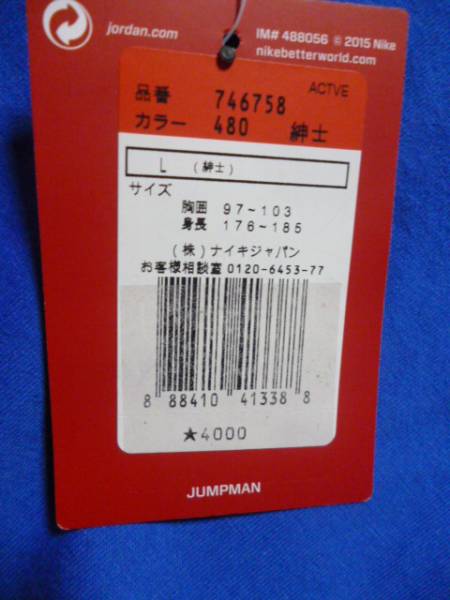 jordan.com
IM# 488056 © 2015 Nike
nikebetterworld.com
ACTVE
品番 746758
カラー 480 紳士
L (紳士)
サイズ
胸囲 97~103
身長 176~185
(株)ナイキジャパン
お客様相談室 0120-6453-77
8 88410 41338 8
★4000
JUMPMAN